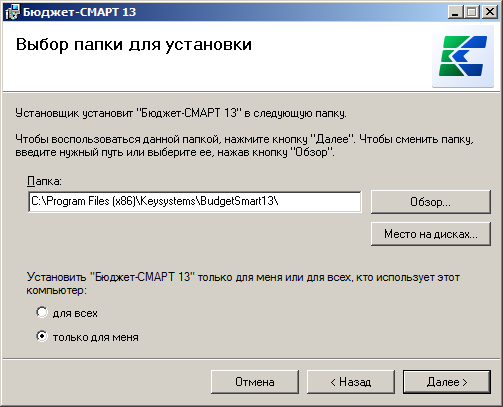 Бюджет-СМАРТ 13
Выбор папки для установки
Установщик установит "Бюджет-СМАРТ 13" в следующую папку.
Чтобы воспользоваться данной папкой, нажмите кнопку "Далее". Чтобы сменить папку,
введите нужный путь или выберите ее, нажав кнопку "Обзор".
Папка:
C:\Program Files (x86)\Keysystems\BudgetSmart13\
Обзор...
Место на дисках...
Установить "Бюджет-СМАРТ 13" только для меня или для всех, кто использует этот
компьютер:
для всех
только для меня
Отмена
< Назад
Далее >